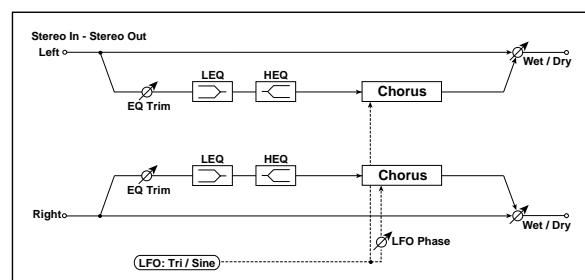 Stereo In - Stereo Out
Left
Wet / Dry
LEQ
HEQ
EQ Trim
Chorus
LEQ
HEQ
EQ Trim
Chorus
Right
Wet / Dry
LFO Phase
LFO: Tri / Sine